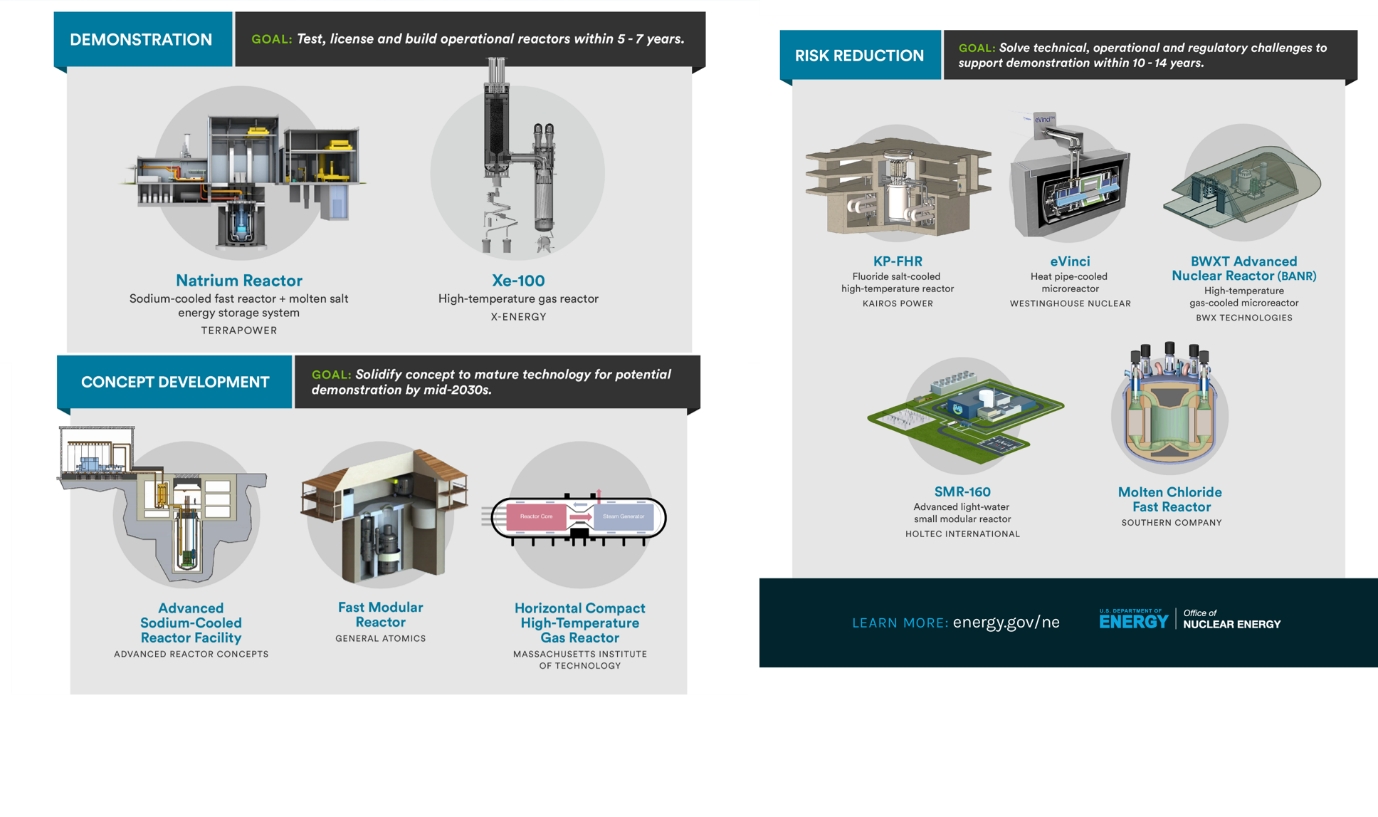 DEMONSTRATION
GOAL: Test, license and build operational reactors within 5 - 7 years.
Natrium Reactor
Sodium-cooled fast reactor + molten salt
energy storage system
TERRAPOWER
Xe-100
High-temperature gas reactor
X-ENERGY
CONCEPT DEVELOPMENT
GOAL: Solidify concept to mature technology for potential
demonstration by mid-2030s.
Advanced
Sodium-Cooled
Reactor Facility
ADVANCED REACTOR CONCEPTS
Fast Modular
Reactor
GENERAL ATOMICS
Reactor Core
Steam Generator
Horizontal Compact
High-Temperature
Gas Reactor
MASSACHUSETTS INSTITUTE
OF TECHNOLOGY
RISK REDUCTION
GOAL: Solve technical, operational and regulatory challenges to
support demonstration within 10 - 14 years.
KP-FHR
Fluoride salt-cooled
high-temperature reactor
KAIROS POWER
eVinci
eVinci
Heat pipe-cooled
microreactor
WESTINGHOUSE NUCLEAR
BWXT Advanced
Nuclear Reactor (BANR)
High-temperature
gas-cooled microreactor
BWX TECHNOLOGIES
SMR-160
Advanced light-water
small modular reactor
HOLTEC INTERNATIONAL
Molten Chloride
Fast Reactor
SOUTHERN COMPANY
LEARN MORE: energy.gov/ne
U.S. DEPARTMENT OF
ENERGY
Office of
NUCLEAR ENERGY